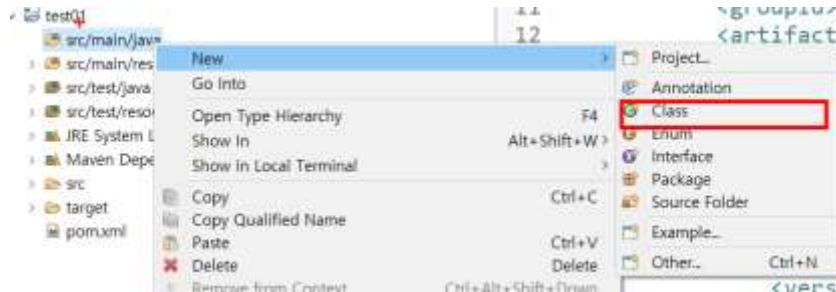 test01
src/main/java
src/main/res
src/test/java
src/test/resou
JRE System L
Maven Depe
src
target
pom.xml
11 <groupId>
12 <artifact
New
Go Into
Open Type Hierarchy F4
Show In Alt+Shift+W >
Show in Local Terminal
Copy Ctrl+C
Copy Qualified Name
Paste Ctrl+V
Delete Delete
Remove from Context Ctrl+Alt+Shift+Down
Project...
Annotation
Class
Enum
Interface
Package
Source Folder
Example...
Other... Ctrl+N
<vers